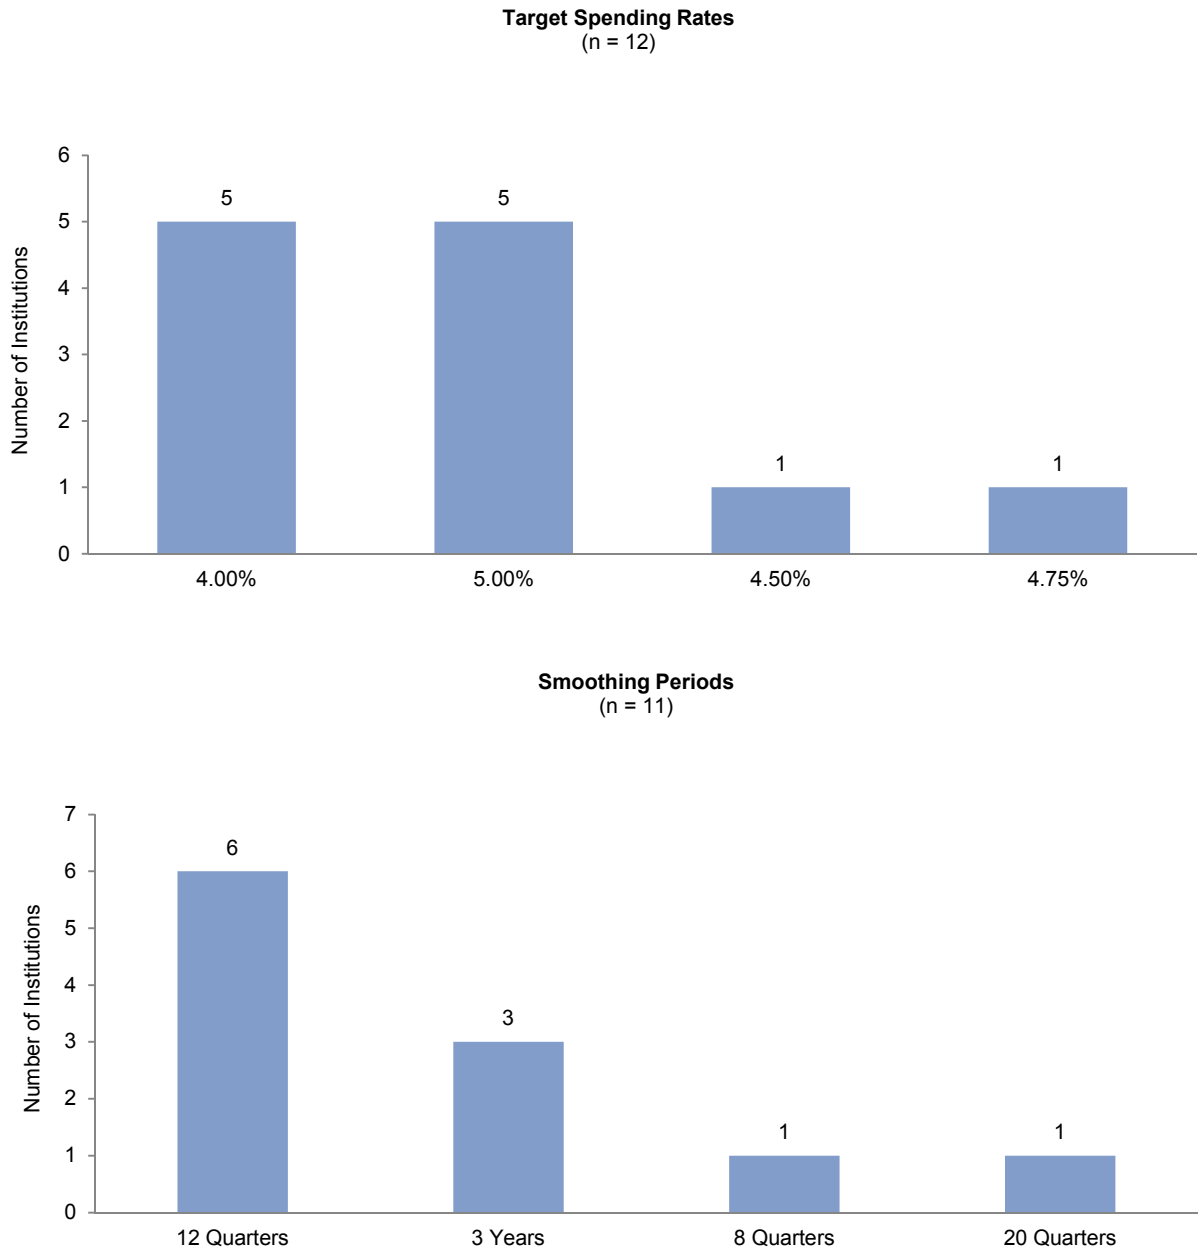 Target Spending Rates
(n = 12)
Number of Institutions
6
5
4
3
2
1
0
5
5
1
1
4.00%
5.00%
4.50%
4.75%
Smoothing Periods
(n = 11)
Number of Institutions
7
6
5
4
3
2
1
0
6
3
1
1
12 Quarters
3 Years
8 Quarters
20 Quarters